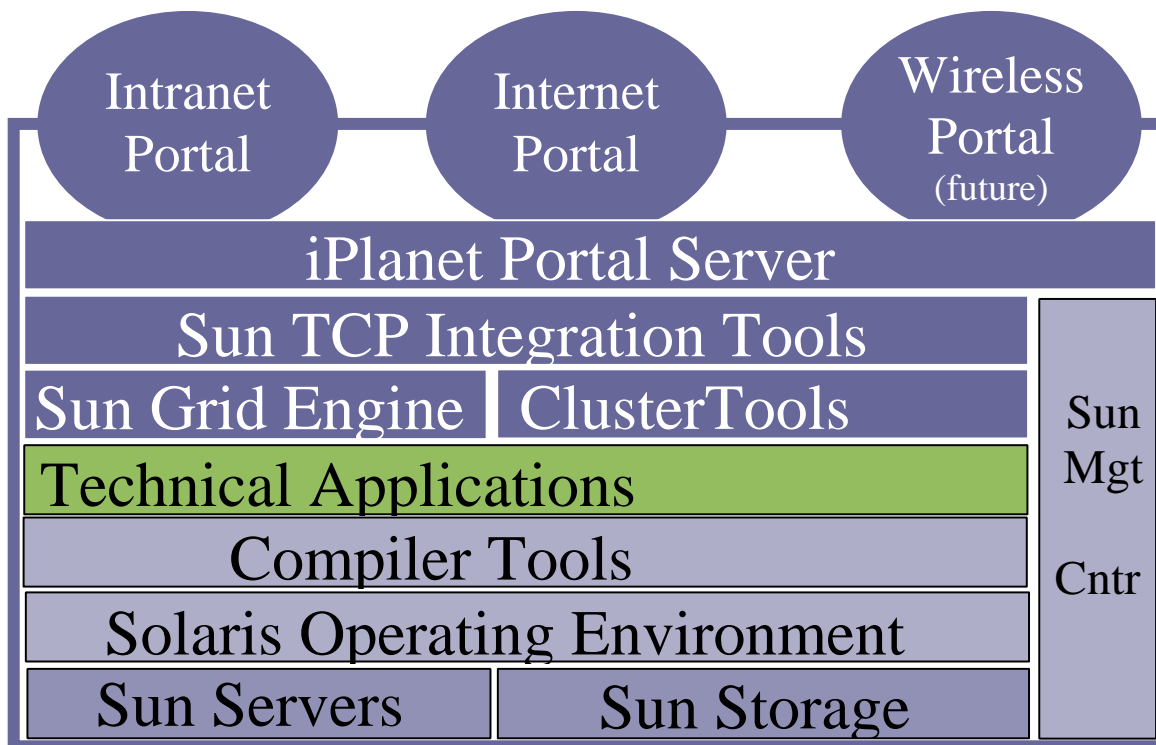 Intranet
Portal
Internet
Portal
Wireless
Portal
(future)
iPlanet Portal Server
Sun TCP Integration Tools
Sun Grid Engine
ClusterTools
Technical Applications
Compiler Tools
Solaris Operating Environment
Sun Servers
Sun Storage
Sun
Mgt
Cntr